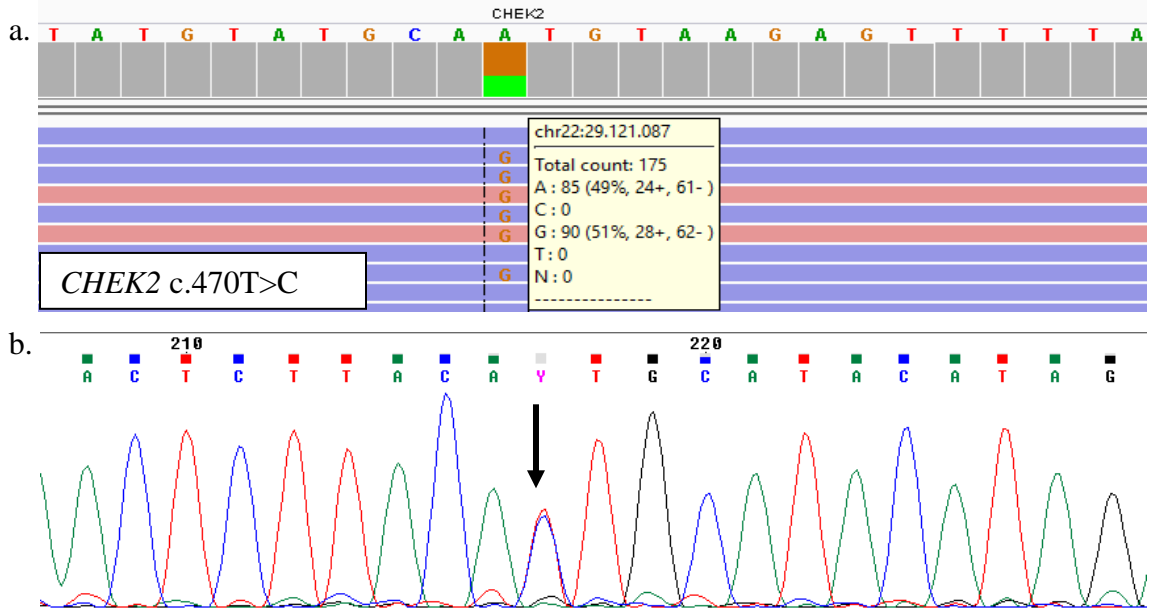 CHEK2
a. T A T G T A T G C A A T G T A A G A G T T T T T A
chr22:29.121.087
Total count: 175
A : 85 (49%, 24+, 61- )
C : 0
G : 90 (51%, 28+, 62- )
T : 0
N : 0
---------------
G
G
G
G
G
G
CHEK2 c.470T>C
b.
210 220
A C T C T T A C A Y T G C A T A C A T A G